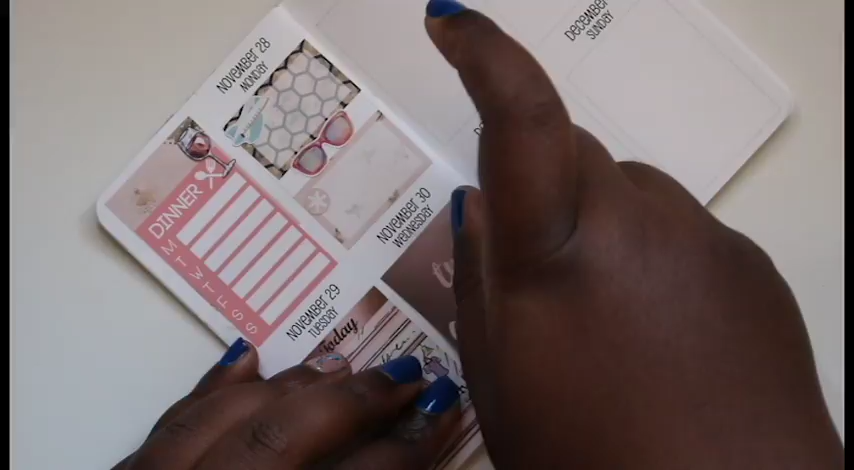 NOVEMBER 28
MONDAY
DINNER
M
T
W
T
F
S
S
NOVEMBER 29
TUESDAY
Today
NOVEMBER 30
WEDNESDAY
DECEMBER
SUNDAY